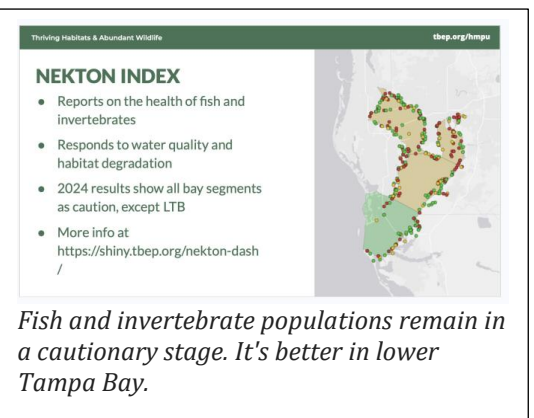 Thriving Habitats & Abundant Wildlife
tbep.org/hmpu
NEKTON INDEX
● Reports on the health of fish and
invertebrates
● Responds to water quality and
habitat degradation
● 2024 results show all bay segments
as caution, except LTB
● More info at
https://shiny.tbep.org/nekton-dash
/
Fish and invertebrate populations remain in
a cautionary stage. It's better in lower
Tampa Bay.